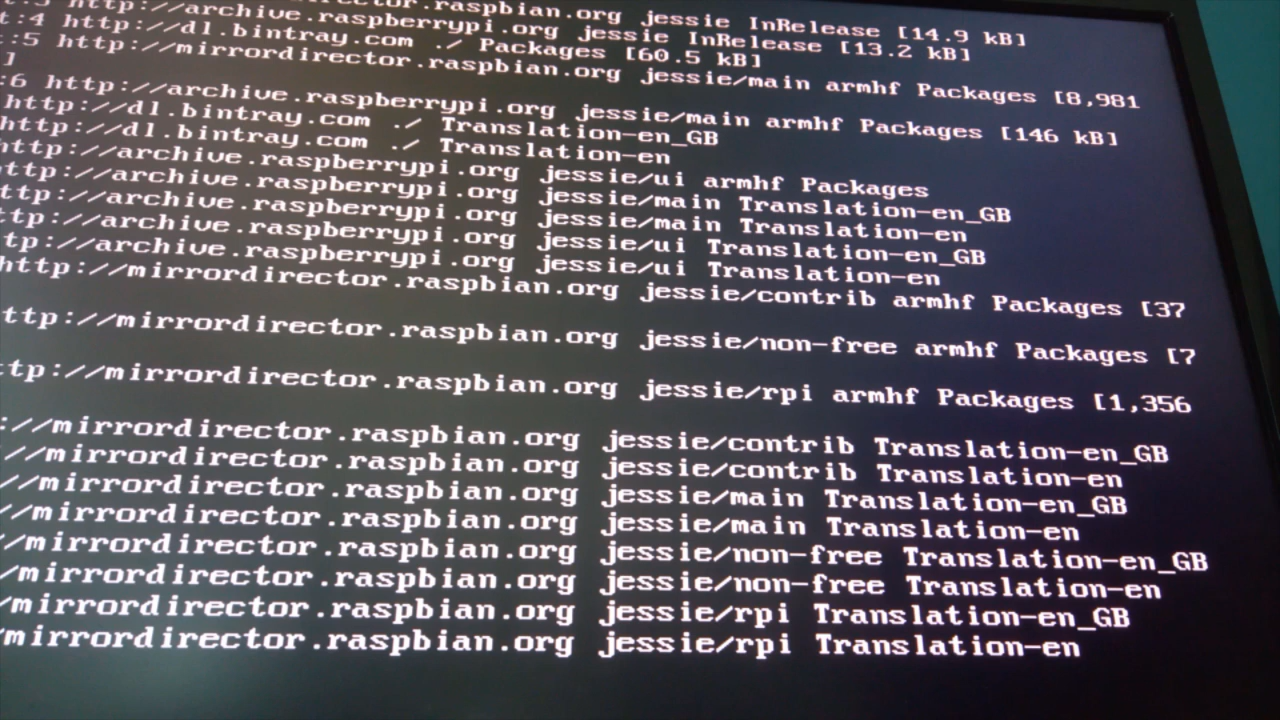 http://mirrordirector.raspbian.org jessie InRelease [14.9 kB]
:4 http://archive.raspberrypi.org jessie InRelease [13.2 kB]
:5 http://dl.bintray.com ./ Packages [60.5 kB]
http://mirrordirector.raspbian.org jessie/main armhf Packages [8,981
]
:6 http://archive.raspberrypi.org jessie/main armhf Packages [146 kB]
http://dl.bintray.com ./ Translation-en_GB
http://dl.bintray.com ./ Translation-en
http://archive.raspberrypi.org jessie/ui armhf Packages
ttp://archive.raspberrypi.org jessie/main Translation-en_GB
ttp://archive.raspberrypi.org jessie/main Translation-en
ttp://archive.raspberrypi.org jessie/ui Translation-en_GB
tp://archive.raspberrypi.org jessie/ui Translation-en
http://mirrordirector.raspbian.org jessie/contrib armhf Packages [37
ttp://mirrordirector.raspbian.org jessie/non-free armhf Packages [7
ttp://mirrordirector.raspbian.org jessie/rpi armhf Packages [1,356
://mirrordirector.raspbian.org jessie/contrib Translation-en_GB
//mirrordirector.raspbian.org jessie/contrib Translation-en
//mirrordirector.raspbian.org jessie/main Translation-en_GB
//mirrordirector.raspbian.org jessie/main Translation-en
//mirrordirector.raspbian.org jessie/non-free Translation-en_GB
/mirrordirector.raspbian.org jessie/non-free Translation-en
/mirrordirector.raspbian.org jessie/rpi Translation-en_GB
mirrordirector.raspbian.org jessie/rpi Translation-en